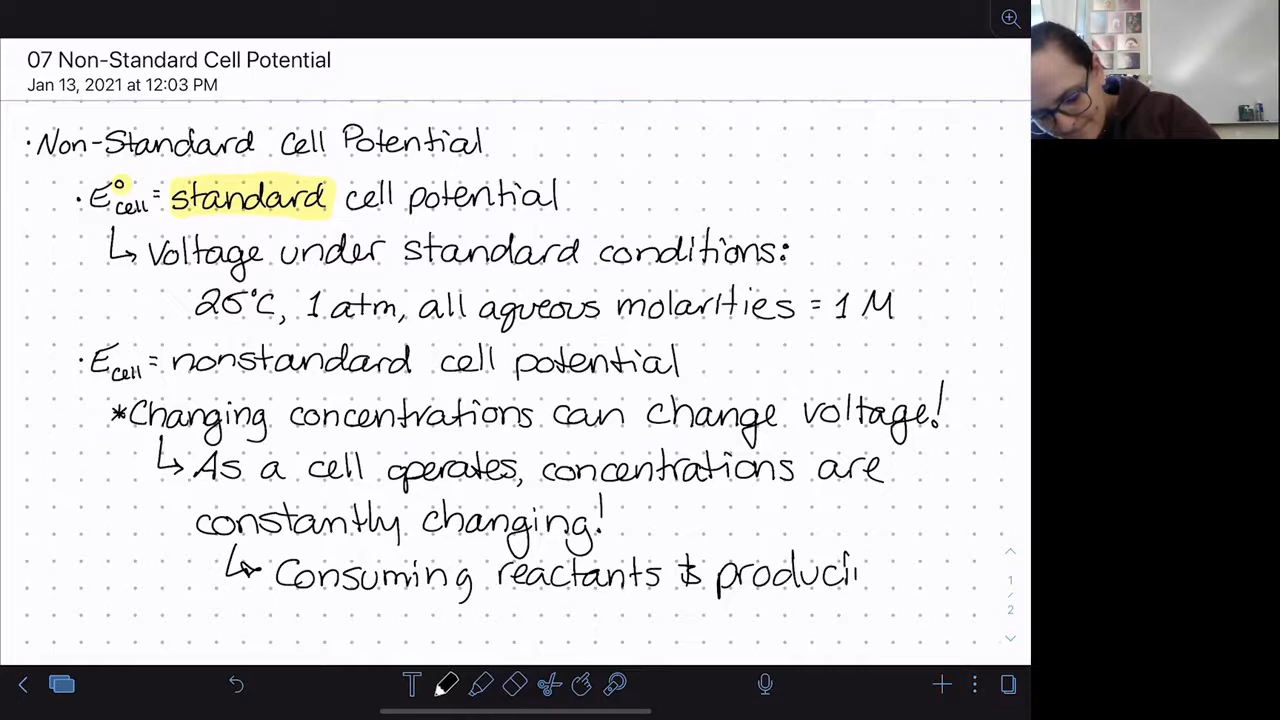 07 Non-Standard Cell Potential
Jan 13, 2021 at 12:03 PM
· Non-Standard Cell Potential
· E°cell = standard cell potential
↳ Voltage under standard conditions:
25°C, 1 atm, all aqueous molarities = 1 M
· Ecell = nonstandard cell potential
*Changing concentrations can change voltage!
↳ As a cell operates, concentrations are
constantly changing!
↳ Consuming reactants & produci
1
/
2
T